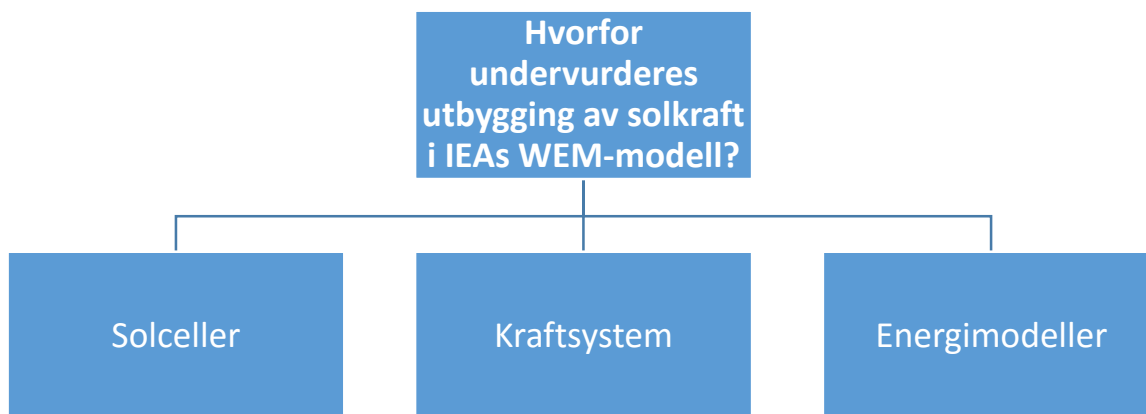 Hvorfor
undervurderes
utbygging av solkraft
i IEAs WEM-modell?
Solceller
Kraftsystem
Energimodeller